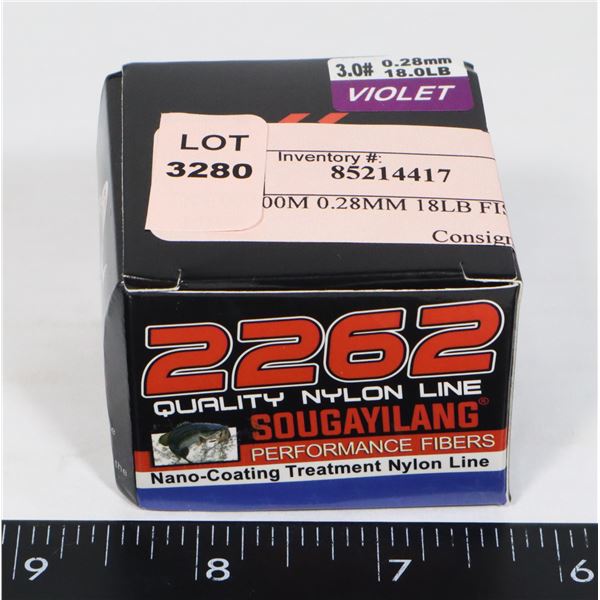 3.0# 0.28mm
18.0LB
VIOLET
LOT
3280
Inventory #:
85214417
00M 0.28MM 18LB FIS
Consign
2262
QUALITY NYLON LINE
SOUGAYILANG®
PERFORMANCE FIBERS
Nano-Coating Treatment Nylon Line
the
9 8 7 6